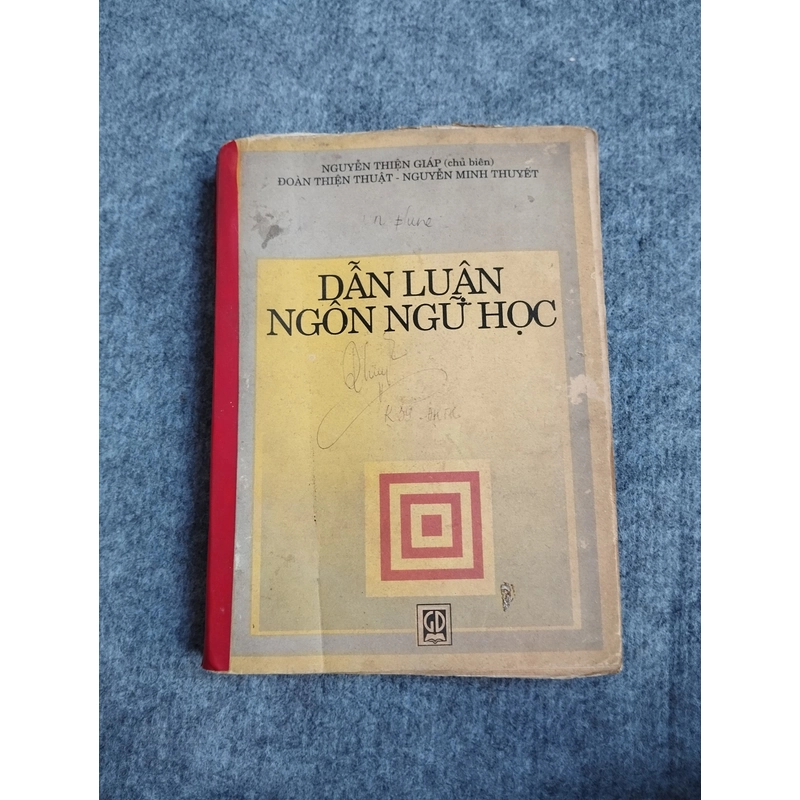 NGUYỄN THIỆN GIÁP (chủ biên)
ĐOÀN THIỆN THUẬT - NGUYỄN MINH THUYẾT
DẪN LUẬN
NGÔN NGỮ HỌC
GD